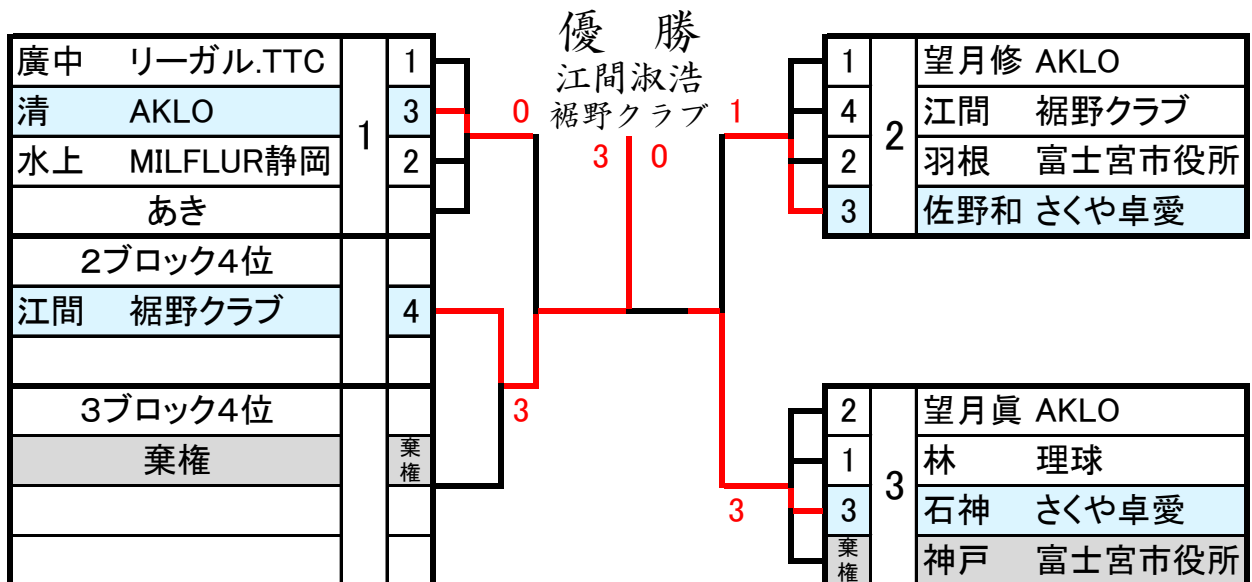 優 勝
江間淑浩
裾野クラブ
3 0
廣中 リーガル.TTC 1
清 AKLO 3
水上 MILFLUR静岡 2
あき
1
0
2ブロック4位
江間 裾野クラブ 4
3ブロック4位
棄権 棄権
3
1 望月修 AKLO
4 江間 裾野クラブ
2 羽根 富士宮市役所
3 佐野和 さくや卓愛
2
1
2 望月眞 AKLO
1 林 理球
3 石神 さくや卓愛
棄権 神戸 富士宮市役所
3
3